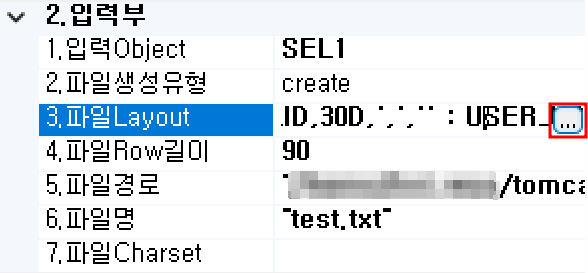 2.입력부
1.입력Object SEL1
2.파일생성유형 create
3.파일Layout .ID,30D,',','' : USER_ ...
4.파일Row길이 90
5.파일경로 /tomca
6.파일명 "test.txt"
7.파일Charset